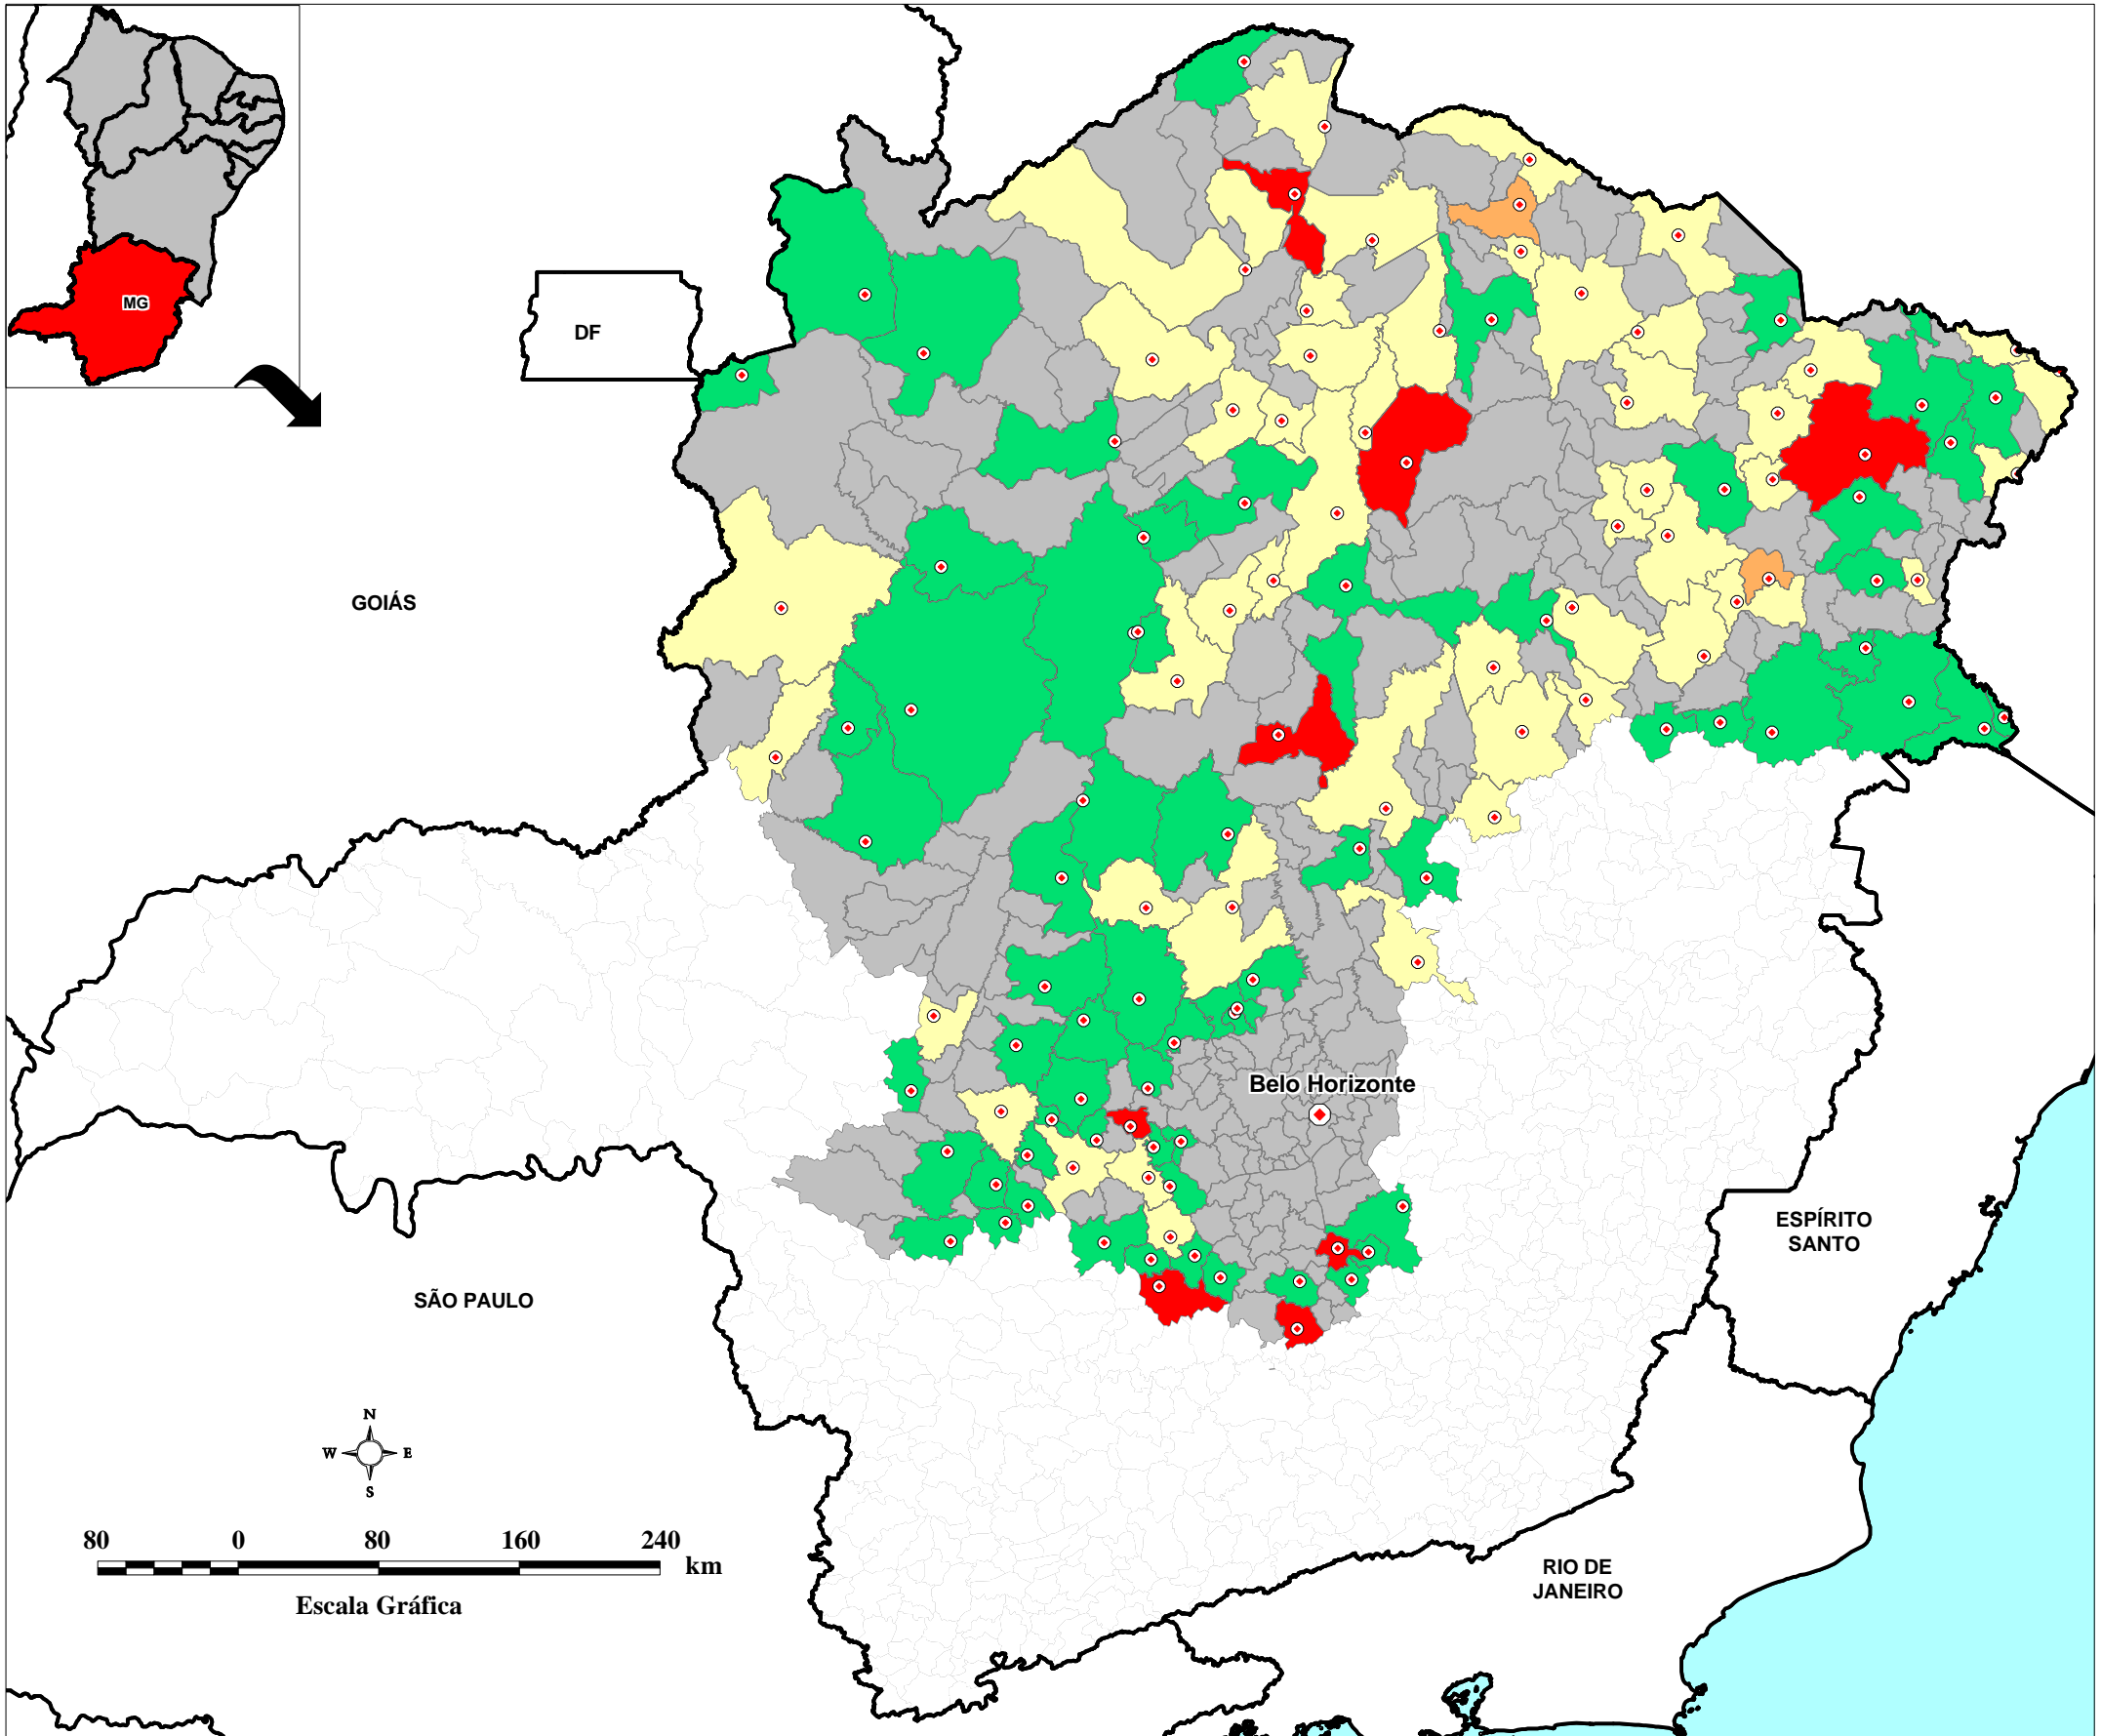 MG
DF
GOIÁS
Belo Horizonte
ESPÍRITO
SANTO
SÃO PAULO
N
W E
S
80 0 80 160 240
km
Escala Gráfica
RIO DE
JANEIRO